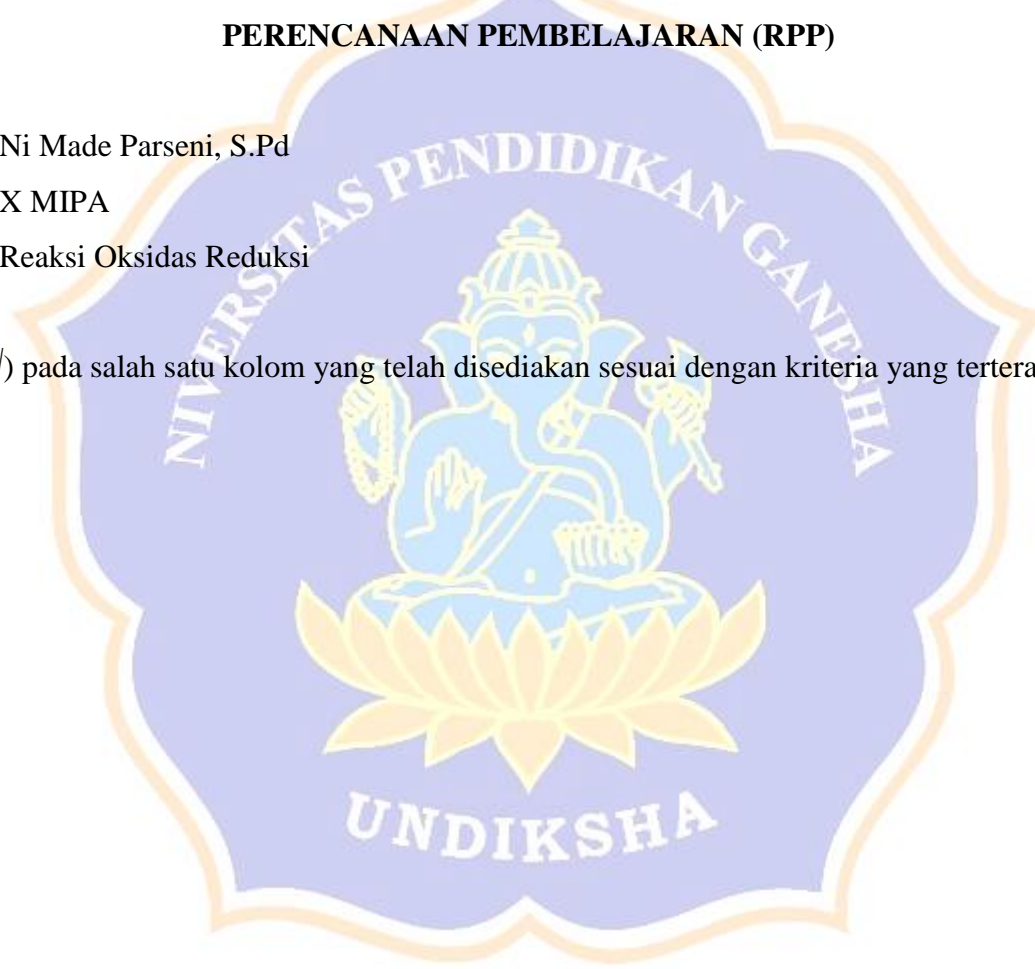 PERENCANAAN PEMBELAJARAN (RPP)
Ni Made Parseni, S.Pd
X MIPA
Reaksi Oksidas Reduksi
) pada salah satu kolom yang telah disediakan sesuai dengan kriteria yang tertera
NIVERSITAS PENDIDIKAN GANESHA
UNDIKSHA